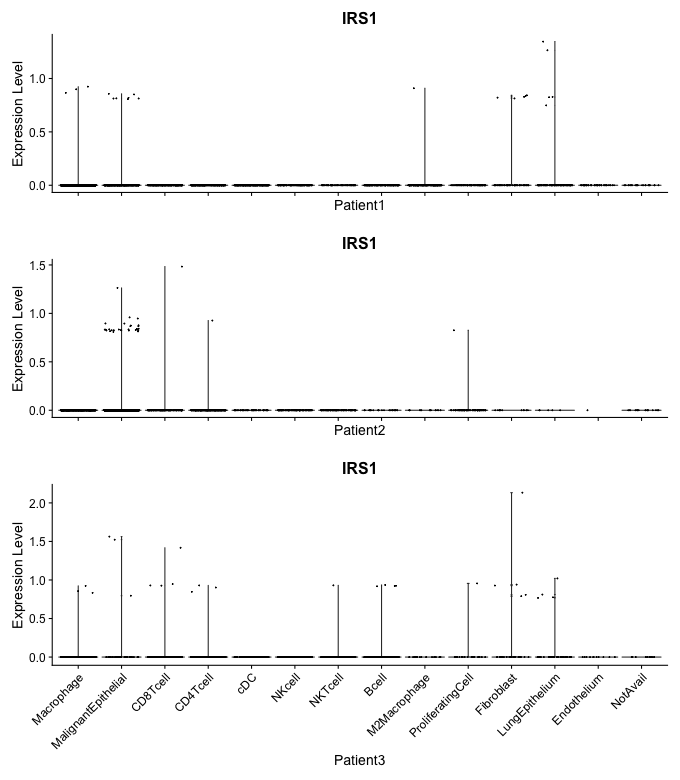 IRS1
Expression Level
1.0
0.5
0.0
Patient1
IRS1
Expression Level
1.5
1.0
0.5
0.0
Patient2
IRS1
Expression Level
2.0
1.5
1.0
0.5
0.0
Macrophage
MalignantEpithelial
CD8Tcell
CD4Tcell
cDC
NKcell
NKTcell
Bcell
M2Macrophage
ProliferatingCell
Fibroblast
LungEpithelium
Endothelium
NotAvail
Patient3